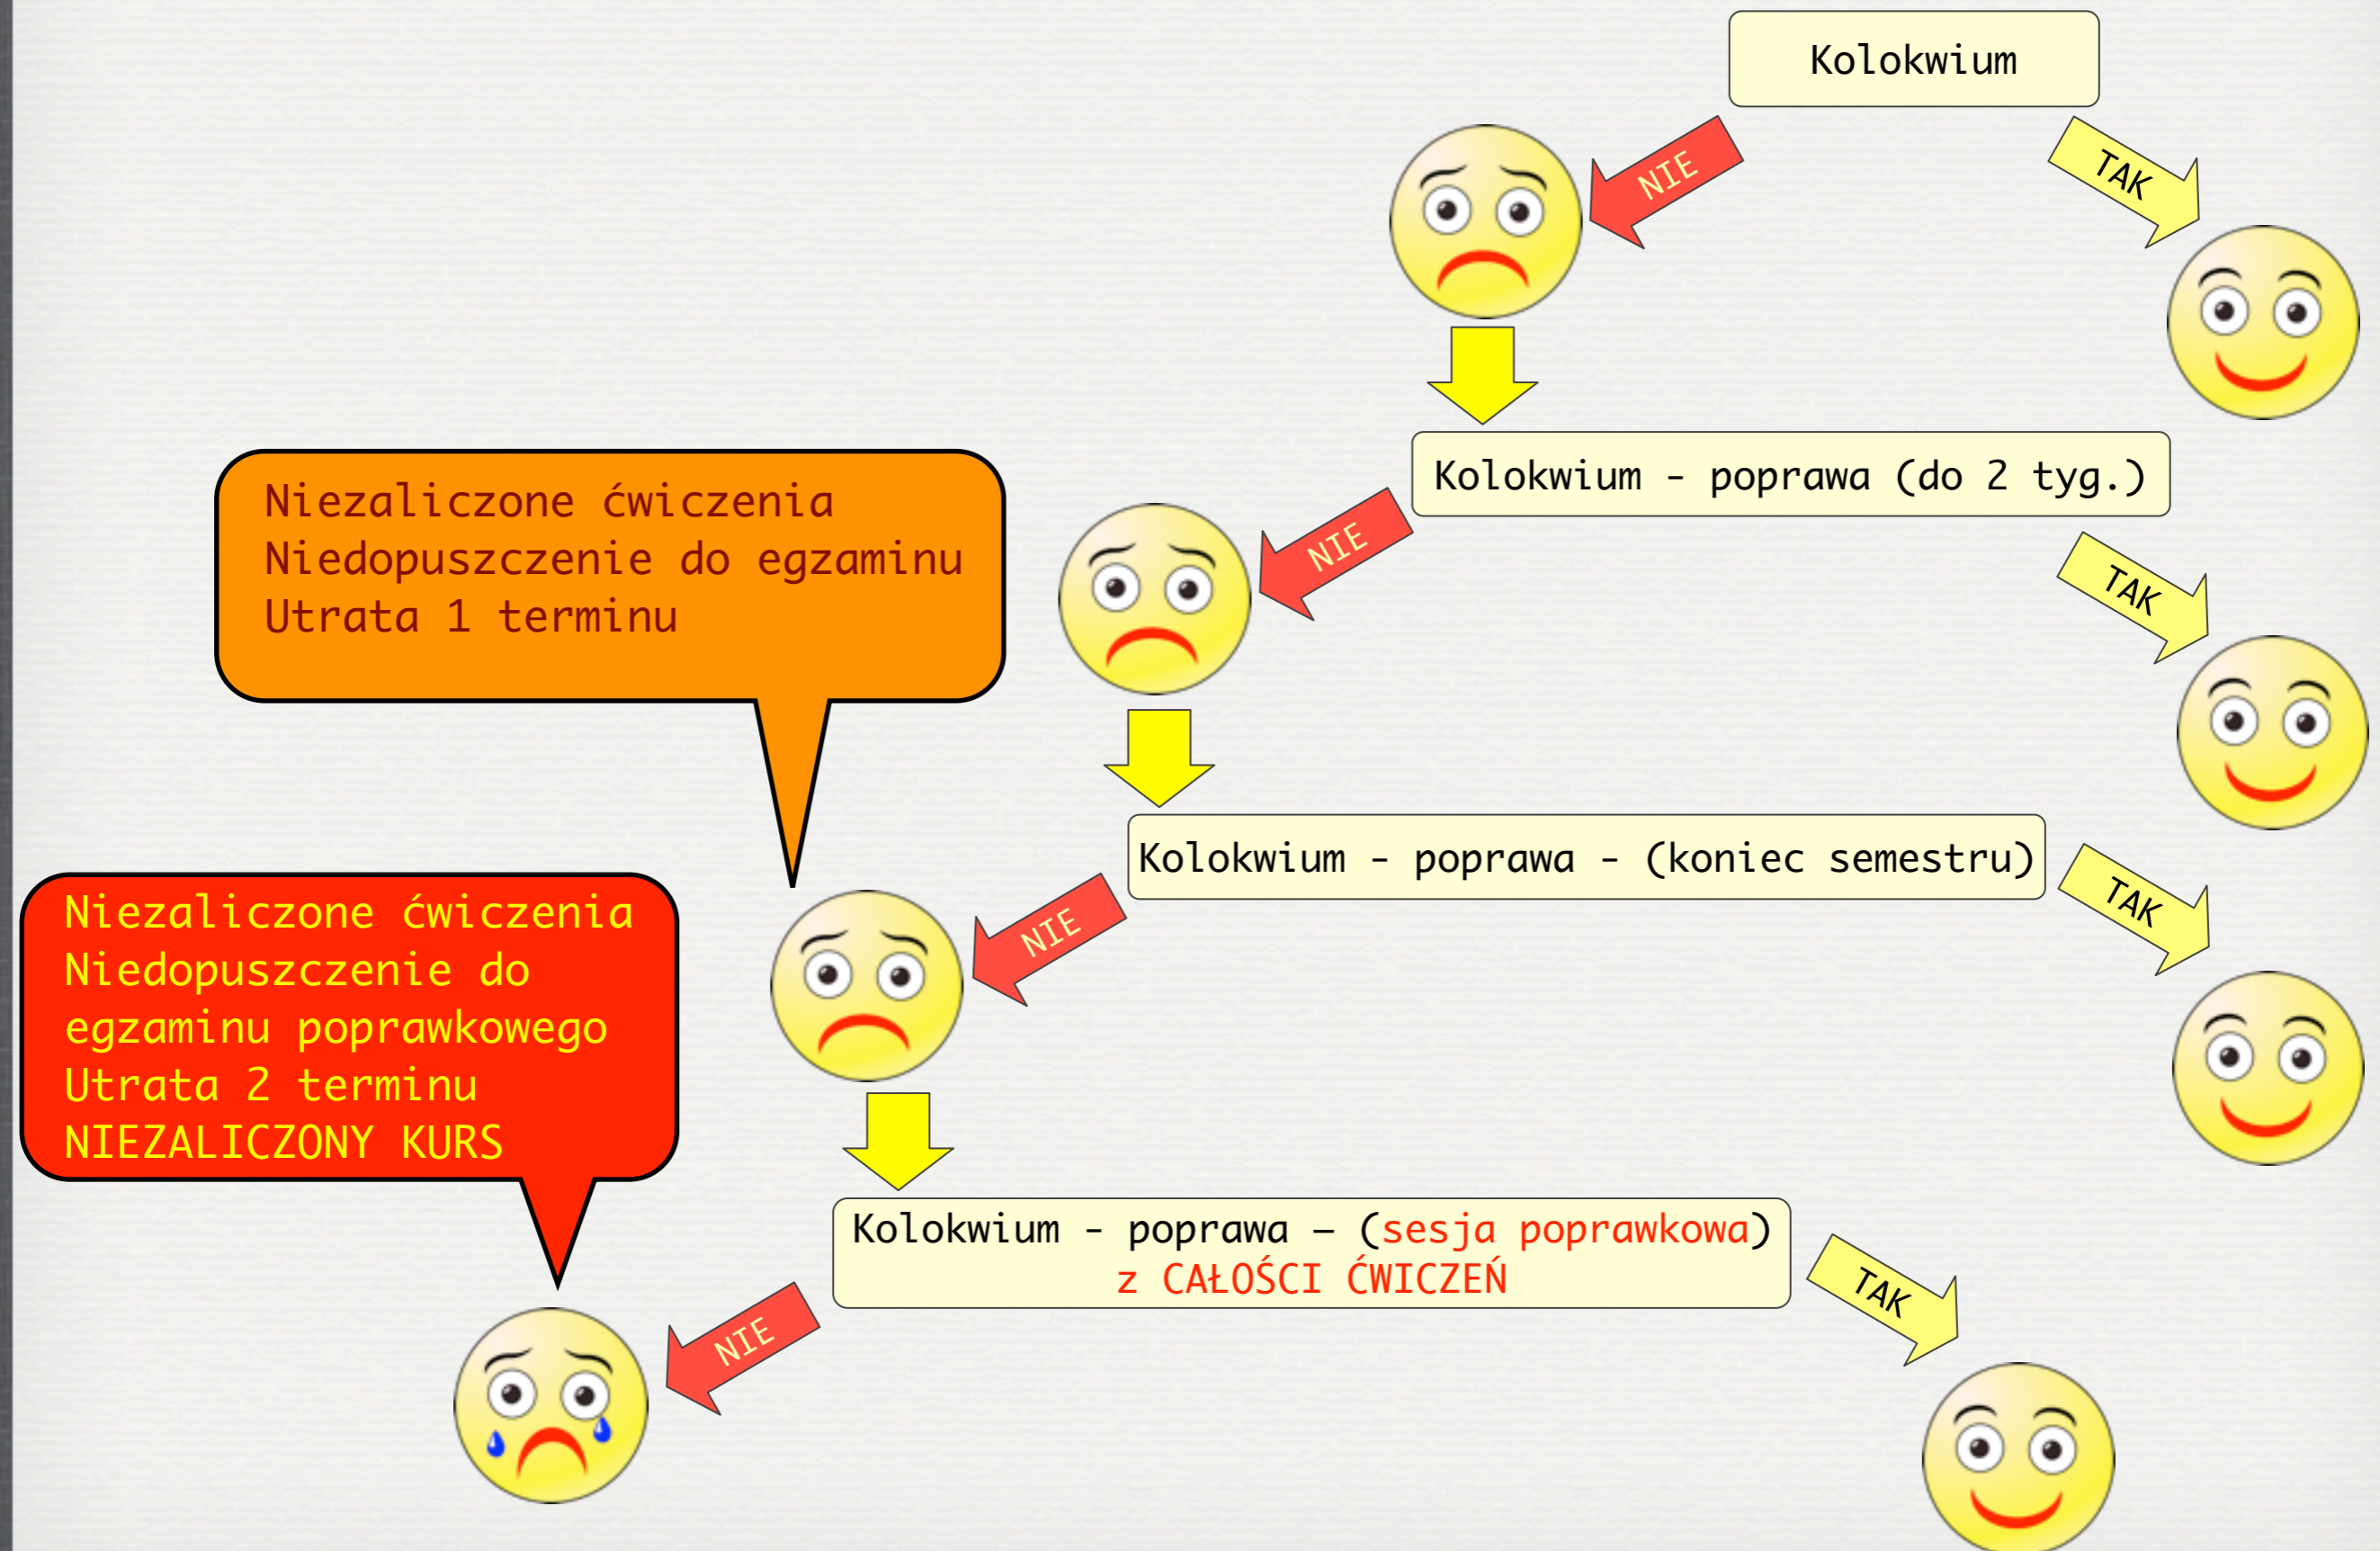 Kolokwium
NIE
TAK
Kolokwium - poprawa (do 2 tyg.)
NIE
TAK
Niezaliczone ćwiczenia
Niedopuszczenie do egzaminu
Utrata 1 terminu
Kolokwium - poprawa - (koniec semestru)
NIE
TAK
Niezaliczone ćwiczenia
Niedopuszczenie do
egzaminu poprawkowego
Utrata 2 terminu
NIEZALICZONY KURS
Kolokwium - poprawa – (sesja poprawkowa)
z CAŁOŚCI ĆWICZEŃ
NIE
TAK